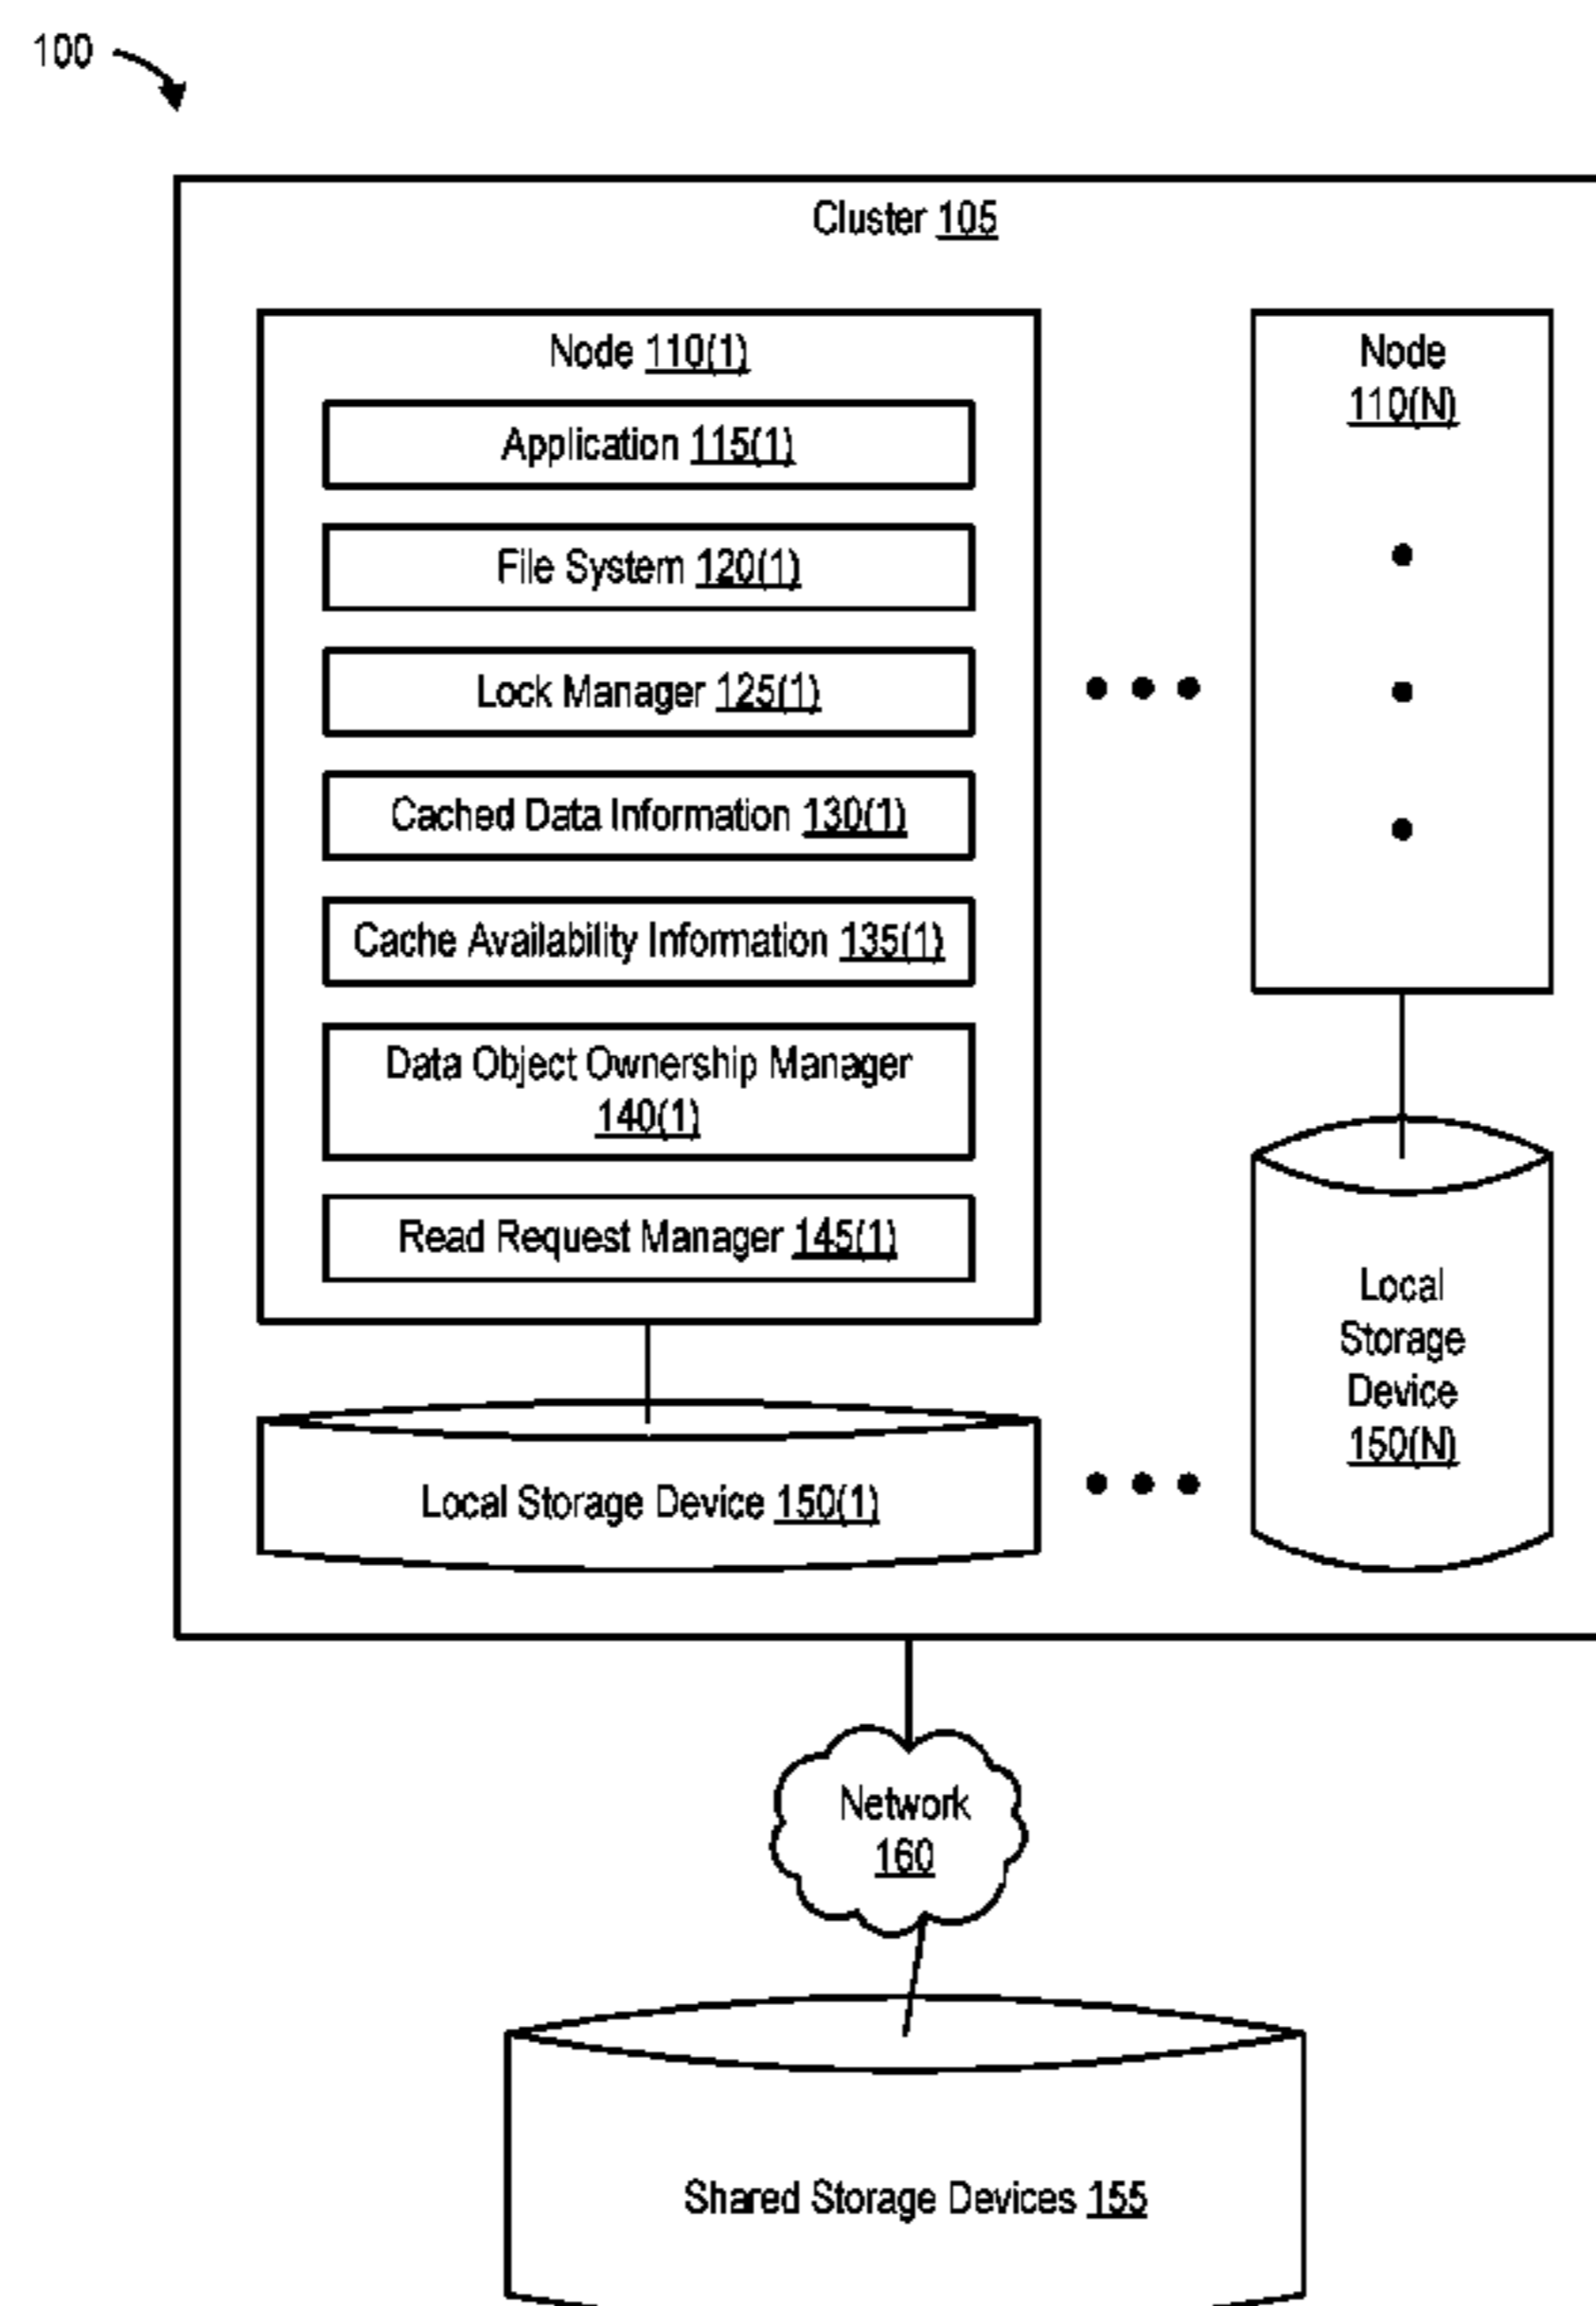 100
Cluster 105
Node 110(1)
Application 115(1)
File System 120(1)
Lock Manager 125(1)
Cached Data Information 130(1)
Cache Availability Information 135(1)
Data Object Ownership Manager
140(1)
Read Request Manager 145(1)
Local Storage Device 150(1)
Node
110(N)
Local
Storage
Device
150(N)
Network
160
Shared Storage Devices 155